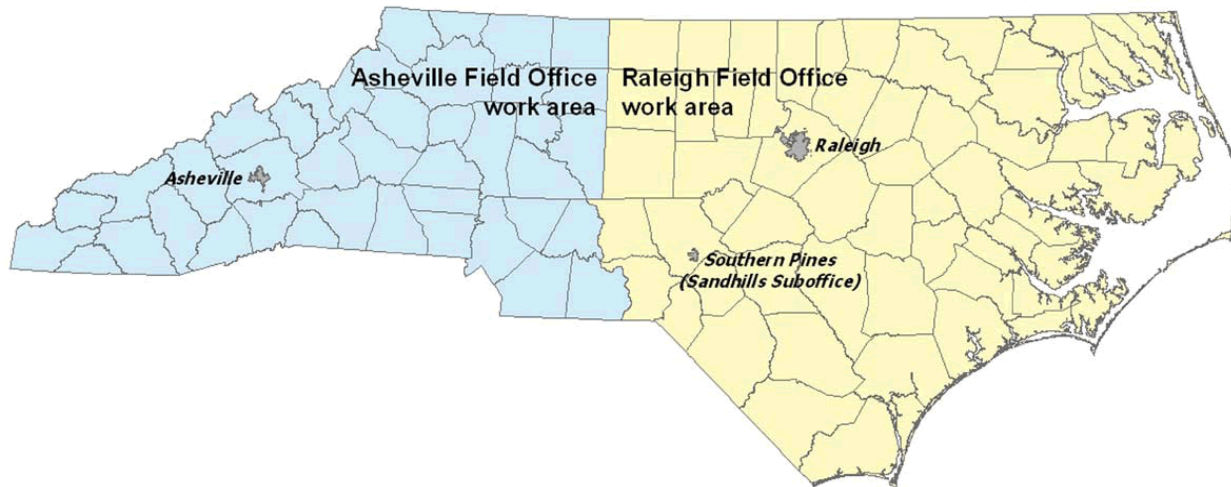 Asheville Field Office
work area
Raleigh Field Office
work area
Raleigh
Asheville
Southern Pines
(Sandhills Suboffice)